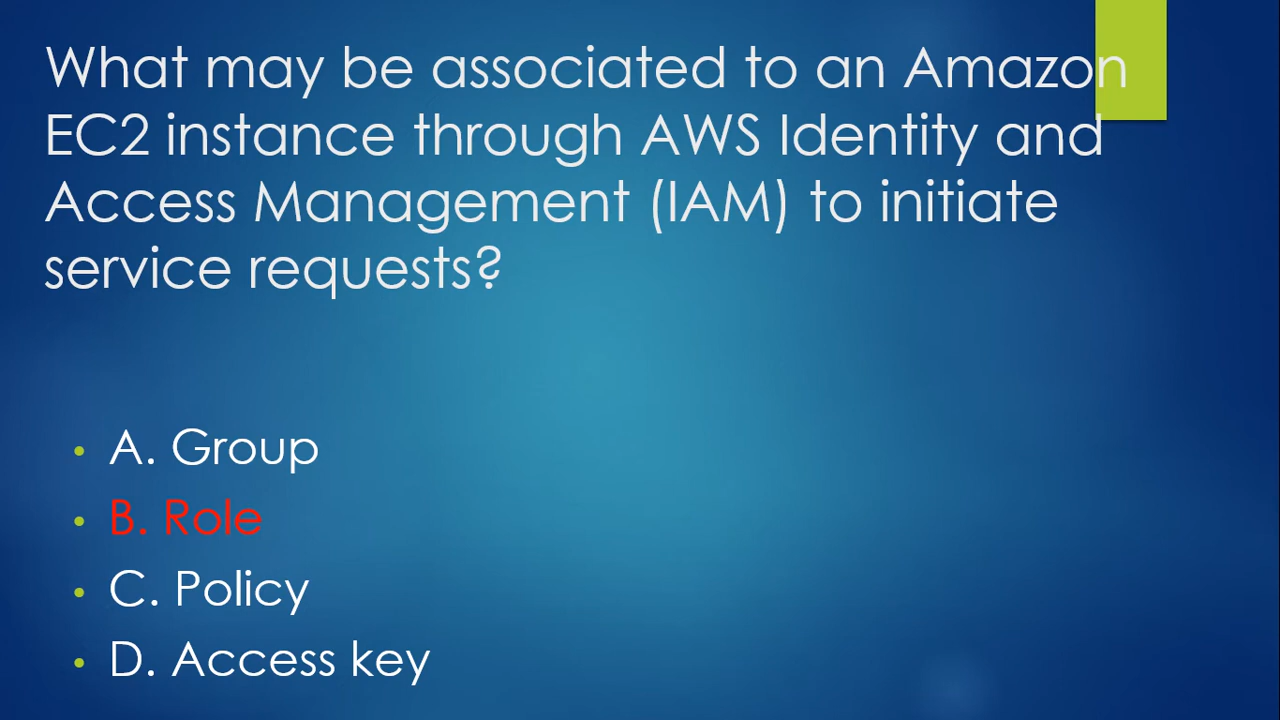 What may be associated to an Amazon
EC2 instance through AWS Identity and
Access Management (IAM) to initiate
service requests?
• A. Group
• B. Role
• C. Policy
• D. Access key